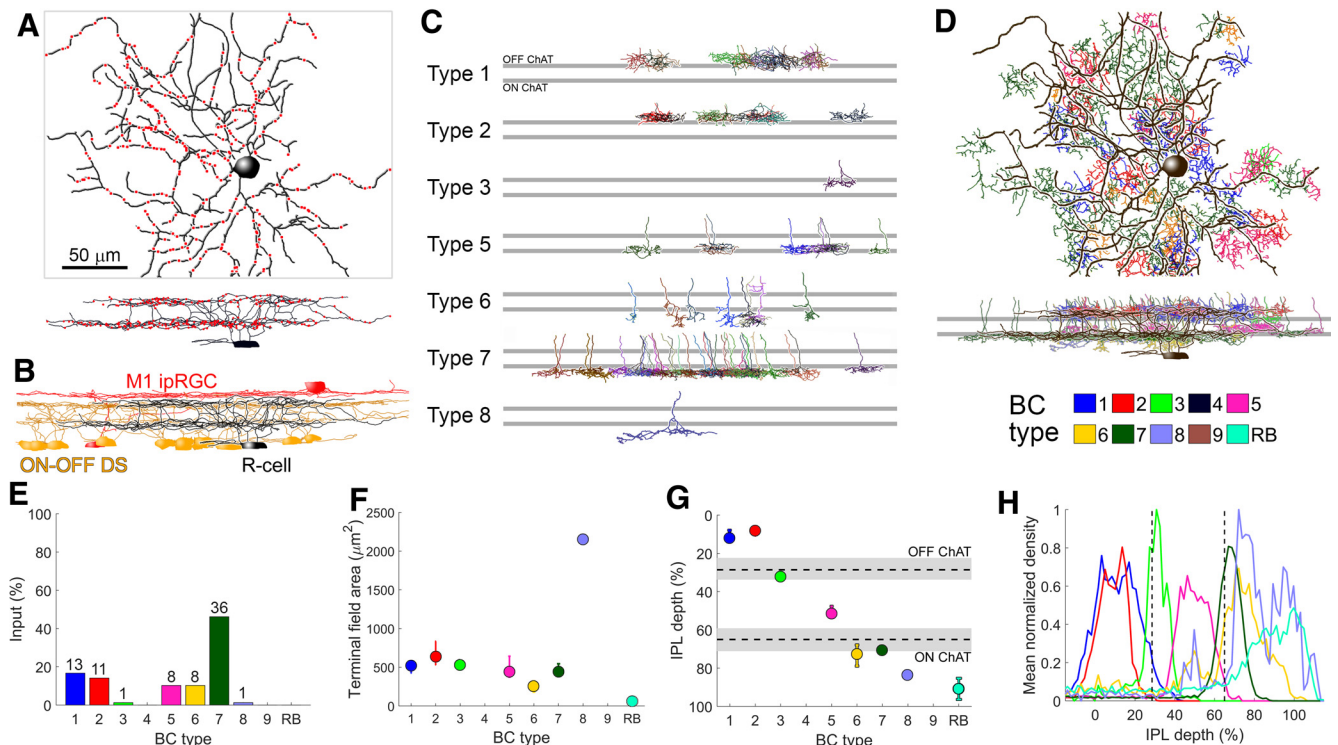 A
50 μm
B
M1 ipRGC
ON-OFF DS
R-cell
C
Type 1
OFF ChAT
ON ChAT
Type 2
Type 3
Type 5
Type 6
Type 7
Type 8
D
BC type
1 2 3 4 5
6 7 8 9 RB
E
Input (%)
100
80
60
40
20
0
13 11 1 8 8 36 1
1 2 3 4 5 6 7 8 9 RB
BC type
F
Terminal field area (μm²)
2500
2000
1500
1000
500
0
1 2 3 4 5 6 7 8 9 RB
BC type
G
IPL depth (%)
0
20
40
60
80
100
OFF ChAT
ON ChAT
1 2 3 4 5 6 7 8 9 RB
BC type
H
Mean normalized density
1
0.8
0.6
0.4
0.2
0
0 20 40 60 80 100
IPL depth (%)